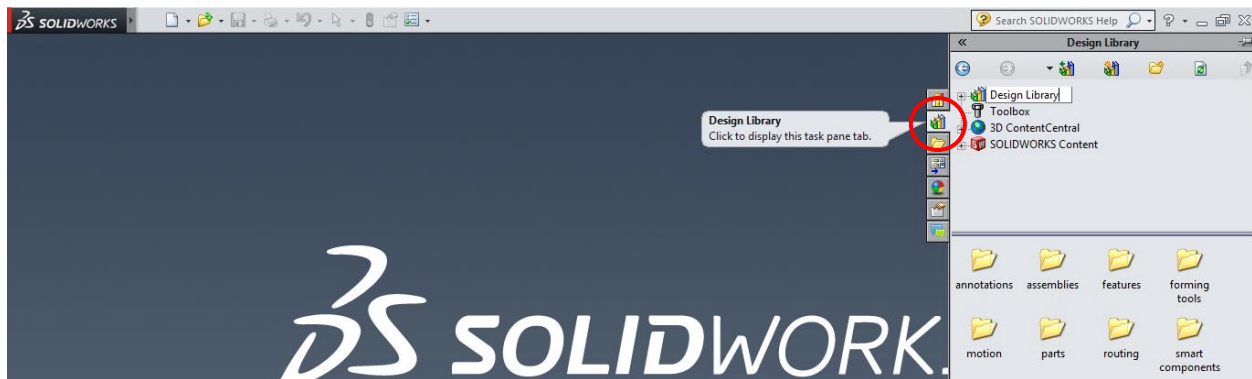 SOLIDWORKS
Search SOLIDWORKS Help
Design Library
Design Library
Toolbox
3D ContentCentral
SOLIDWORKS Content
Design Library
Click to display this task pane tab.
annotations assemblies features forming tools
motion parts routing smart components
SOLIDWORK